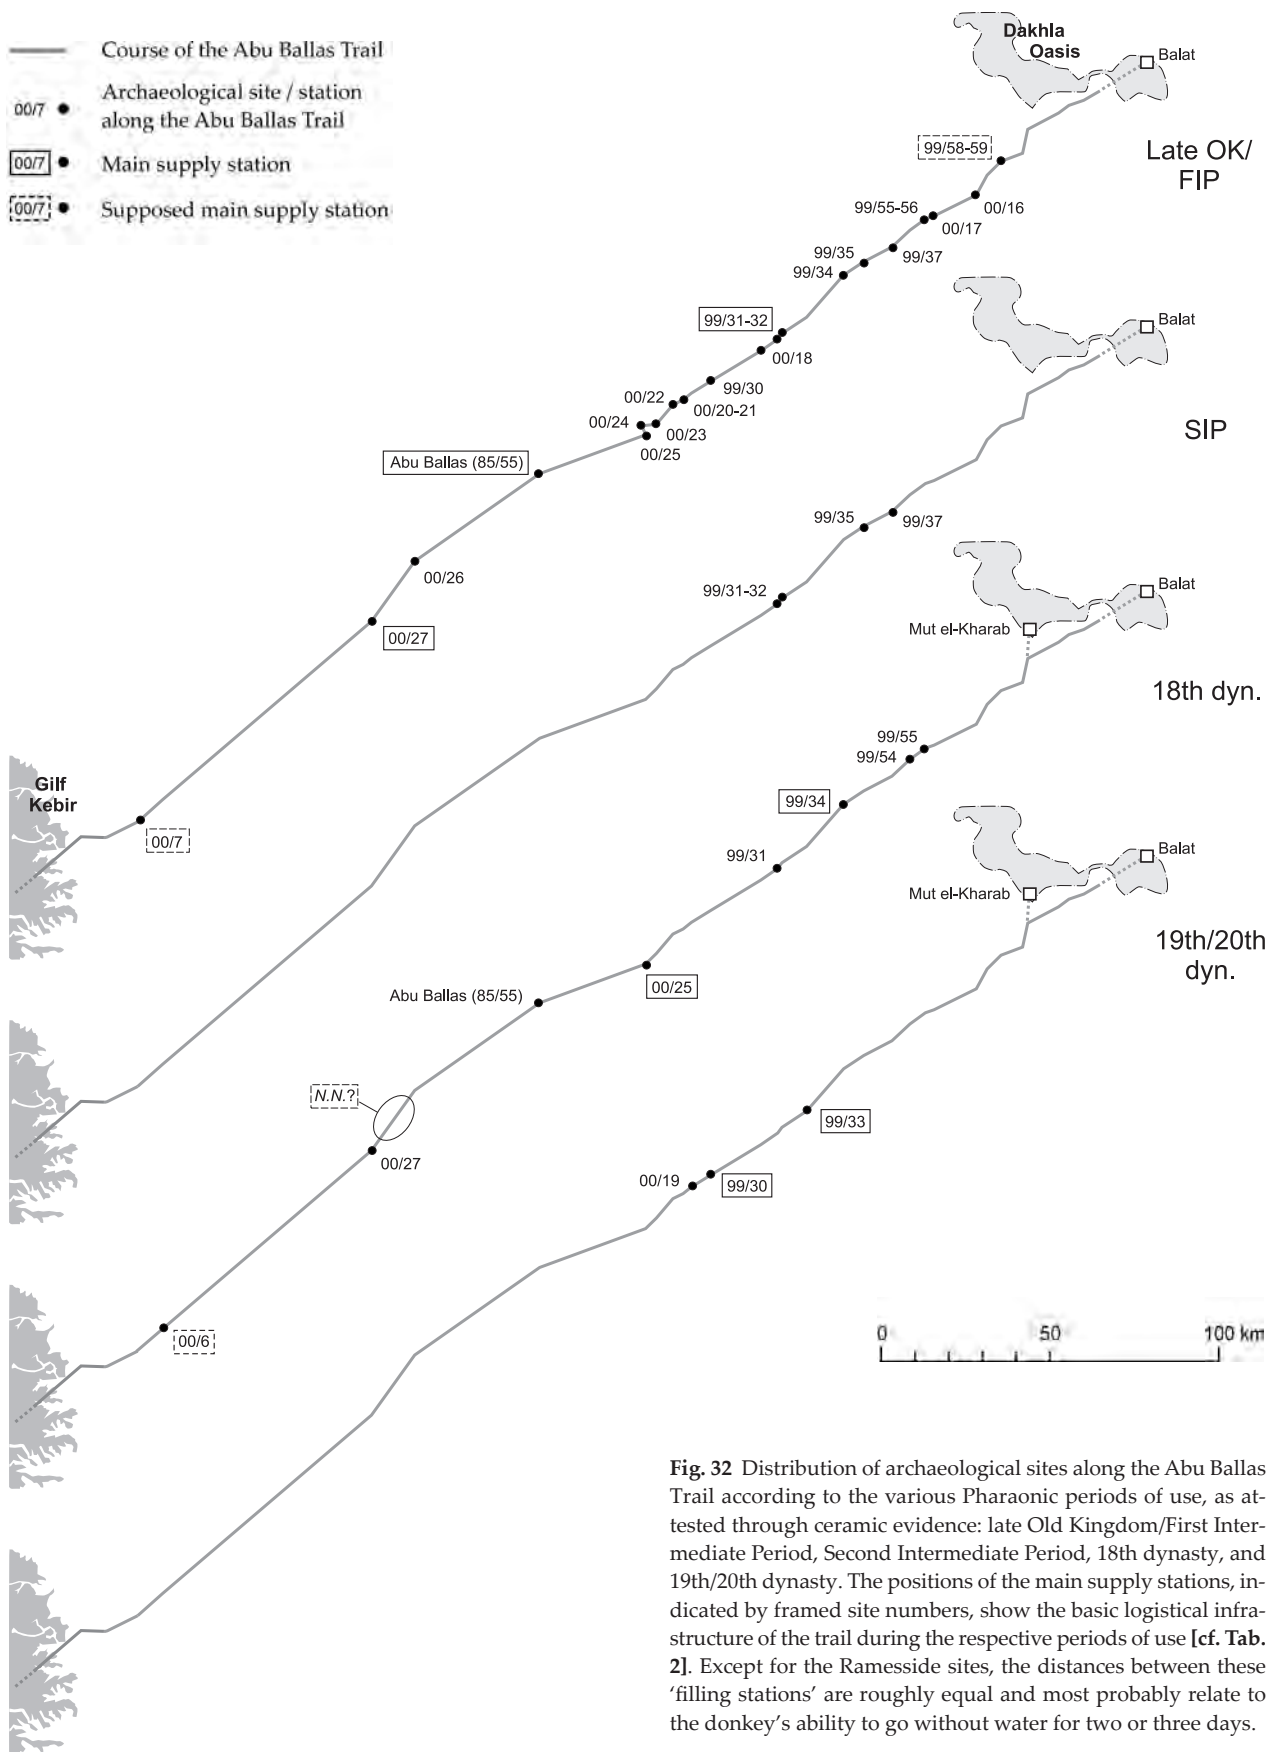 Course of the Abu Ballas Trail
00/7
Archaeological site / station
along the Abu Ballas Trail
00/7
Main supply station
00/7
Supposed main supply station
Dakhla
Oasis
Balat
Late OK/
FIP
99/58-59
00/16
99/55-56
00/17
99/37
99/35
99/34
99/31-32
00/18
99/30
00/22
00/20-21
00/24
00/23
00/25
Abu Ballas (85/55)
00/26
00/27
Gilf
Kebir
00/7
Balat
SIP
99/35
99/37
99/31-32
Balat
Mut el-Kharab
18th dyn.
99/55
99/54
99/34
99/31
00/25
Abu Ballas (85/55)
N.N.?
00/27
00/6
Balat
Mut el-Kharab
19th/20th
dyn.
99/33
00/19
99/30
0 50 100 km
Fig. 32 Distribution of archaeological sites along the Abu Ballas
Trail according to the various Pharaonic periods of use, as at-
tested through ceramic evidence: late Old Kingdom/First Inter-
mediate Period, Second Intermediate Period, 18th dynasty, and
19th/20th dynasty. The positions of the main supply stations, in-
dicated by framed site numbers, show the basic logistical infra-
structure of the trail during the respective periods of use [cf. Tab.
2]. Except for the Ramesside sites, the distances between these
‘filling stations’ are roughly equal and most probably relate to
the donkey’s ability to go without water for two or three days.